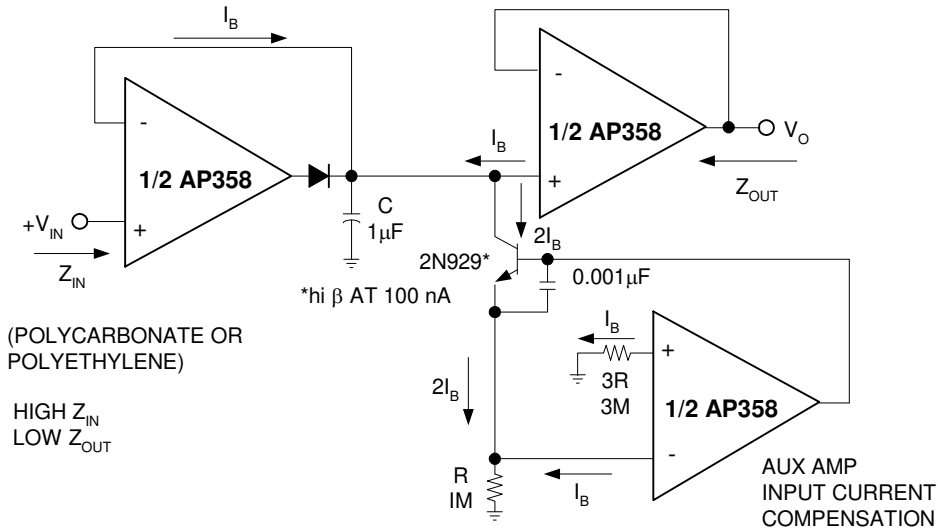 I_B
-
1/2 AP358
+
+V_IN
Z_IN
C
1µF
I_B
-
1/2 AP358
+
V_O
Z_OUT
2I_B
2N929*
*hi β AT 100 nA
0.001µF
(POLYCARBONATE OR
POLYETHYLENE)
HIGH Z_IN
LOW Z_OUT
2I_B
I_B
3R
3M
+
1/2 AP358
-
R
IM
I_B
AUX AMP
INPUT CURRENT
COMPENSATION